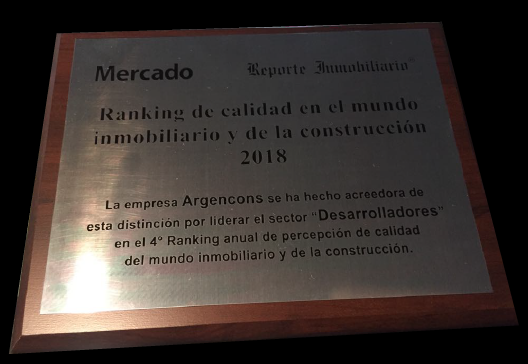 Mercado Reporte Inmobiliario
Ranking de calidad en el mundo
inmobiliario y de la construcción
2018
La empresa Argencons se ha hecho acreedora de
esta distinción por liderar el sector "Desarrolladores"
en el 4º Ranking anual de percepción de calidad
del mundo inmobiliario y de la construcción.